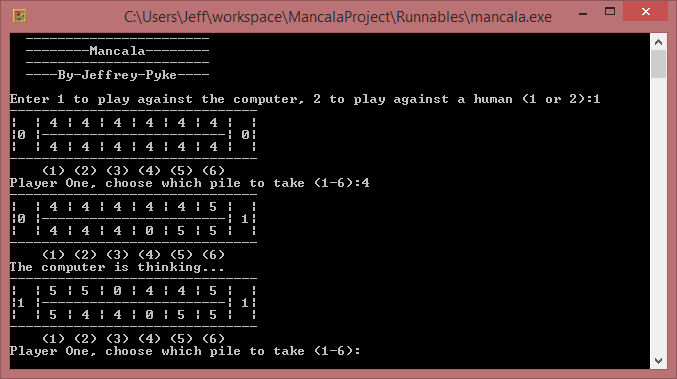 C:\Users\Jeff\workspace\MancalaProject\Runnables\mancala.exe
-----------------------
--------Mancala--------
-----------------------
----By-Jeffrey-Pyke----
Enter 1 to play against the computer, 2 to play against a human (1 or 2):1
-------------------------------
¦  ¦ 4 ¦ 4 ¦ 4 ¦ 4 ¦ 4 ¦ 4 ¦  ¦
¦0 ¦-----------------------¦ 0¦
¦  ¦ 4 ¦ 4 ¦ 4 ¦ 4 ¦ 4 ¦ 4 ¦  ¦
-------------------------------
(1) (2) (3) (4) (5) (6)
Player One, choose which pile to take (1-6):4
-------------------------------
¦  ¦ 4 ¦ 4 ¦ 4 ¦ 4 ¦ 4 ¦ 5 ¦  ¦
¦0 ¦-----------------------¦ 1¦
¦  ¦ 4 ¦ 4 ¦ 4 ¦ 0 ¦ 5 ¦ 5 ¦  ¦
-------------------------------
(1) (2) (3) (4) (5) (6)
The computer is thinking...
-------------------------------
¦  ¦ 5 ¦ 5 ¦ 0 ¦ 4 ¦ 4 ¦ 5 ¦  ¦
¦1 ¦-----------------------¦ 1¦
¦  ¦ 5 ¦ 4 ¦ 4 ¦ 0 ¦ 5 ¦ 5 ¦  ¦
-------------------------------
(1) (2) (3) (4) (5) (6)
Player One, choose which pile to take (1-6):